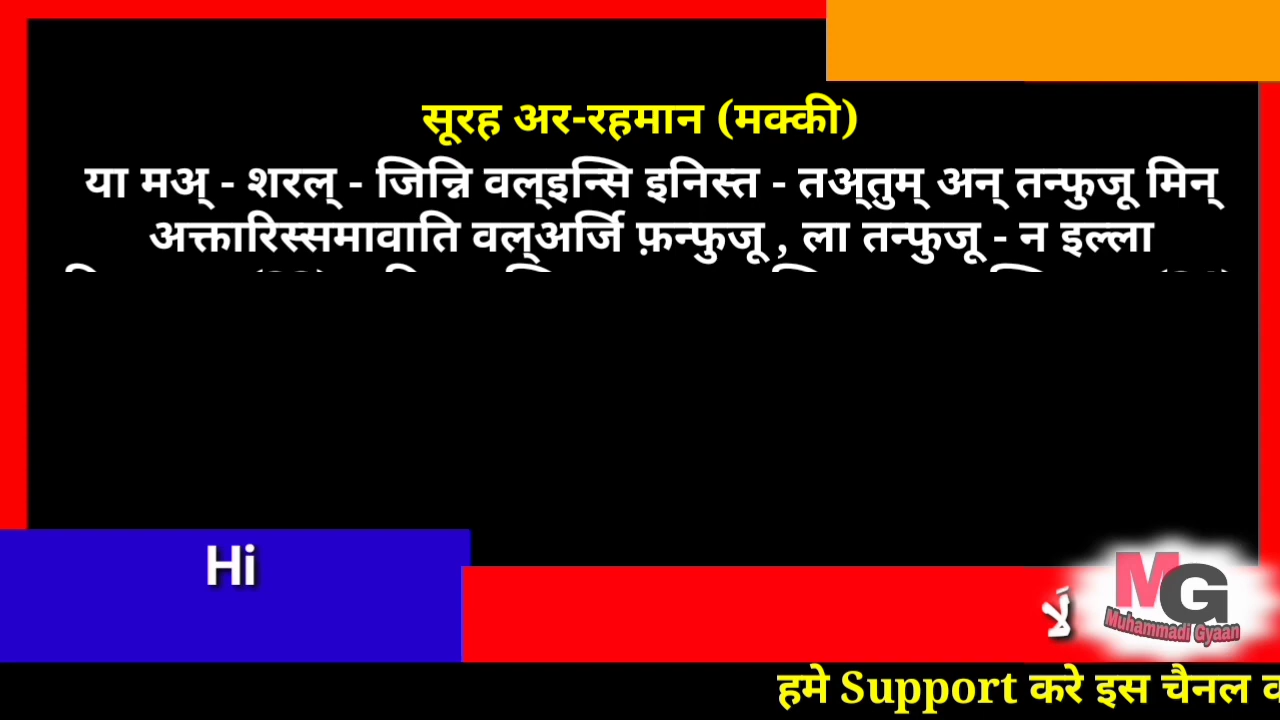 सूरह अर-रहमान (मक्की)
या मअ् - शरल् - जिन्नि वल्इन्सि इनिस्त - तअ्तुम् अन् तन्फुजू मिन्
अक्तारिस्समावाति वल्अर्जि फ़न्फुजू , ला तन्फुजू - न इल्ला
Hi
لَا
MG
Muhammadi Gyaan
हमे Support करे इस चैनल